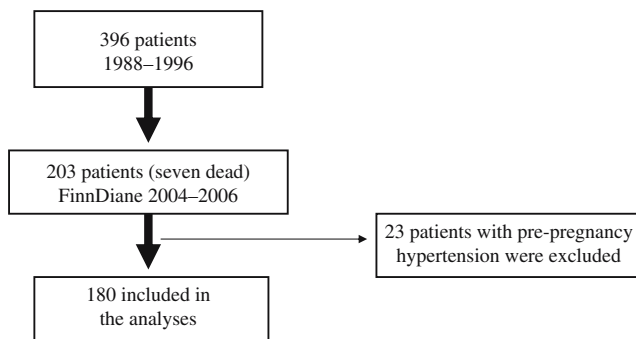 396 patients
1988–1996
203 patients (seven dead)
FinnDiane 2004–2006
23 patients with pre-pregnancy
hypertension were excluded
180 included in
the analyses